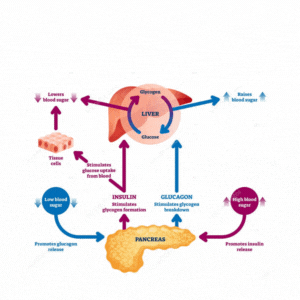 Glycogen
Lowers
blood sugar
LIVER
Raises
blood sugar
Glucose
Tissue
cells
Stimulates
glucose uptake
from blood
INSULIN
Stimulates
glycogen formation
GLUCAGON
Stimulates glycogen
breakdown
Low blood
sugar
High blood
sugar
PANCREAS
Promotes glucagon
release
Promotes insulin
release